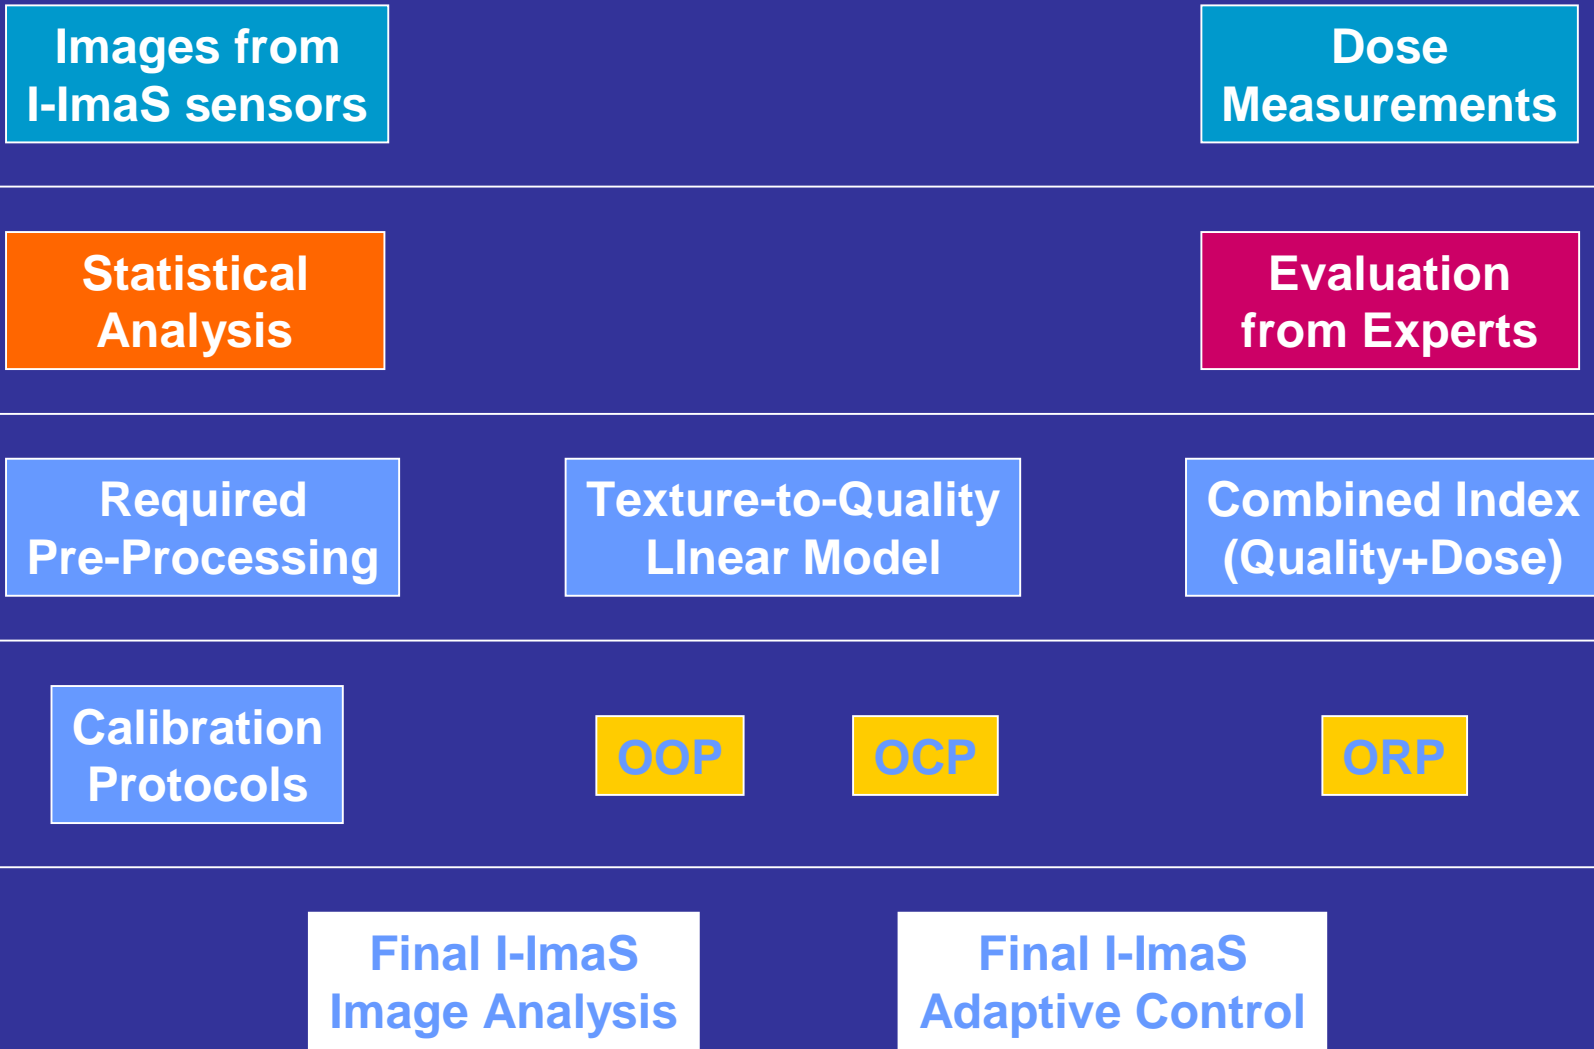 Images from
I-ImaS sensors
Dose
Measurements
Statistical
Analysis
Evaluation
from Experts
Required
Pre-Processing
Texture-to-Quality
LInear Model
Combined Index
(Quality+Dose)
Calibration
Protocols
OOP
OCP
ORP
Final I-ImaS
Image Analysis
Final I-ImaS
Adaptive Control